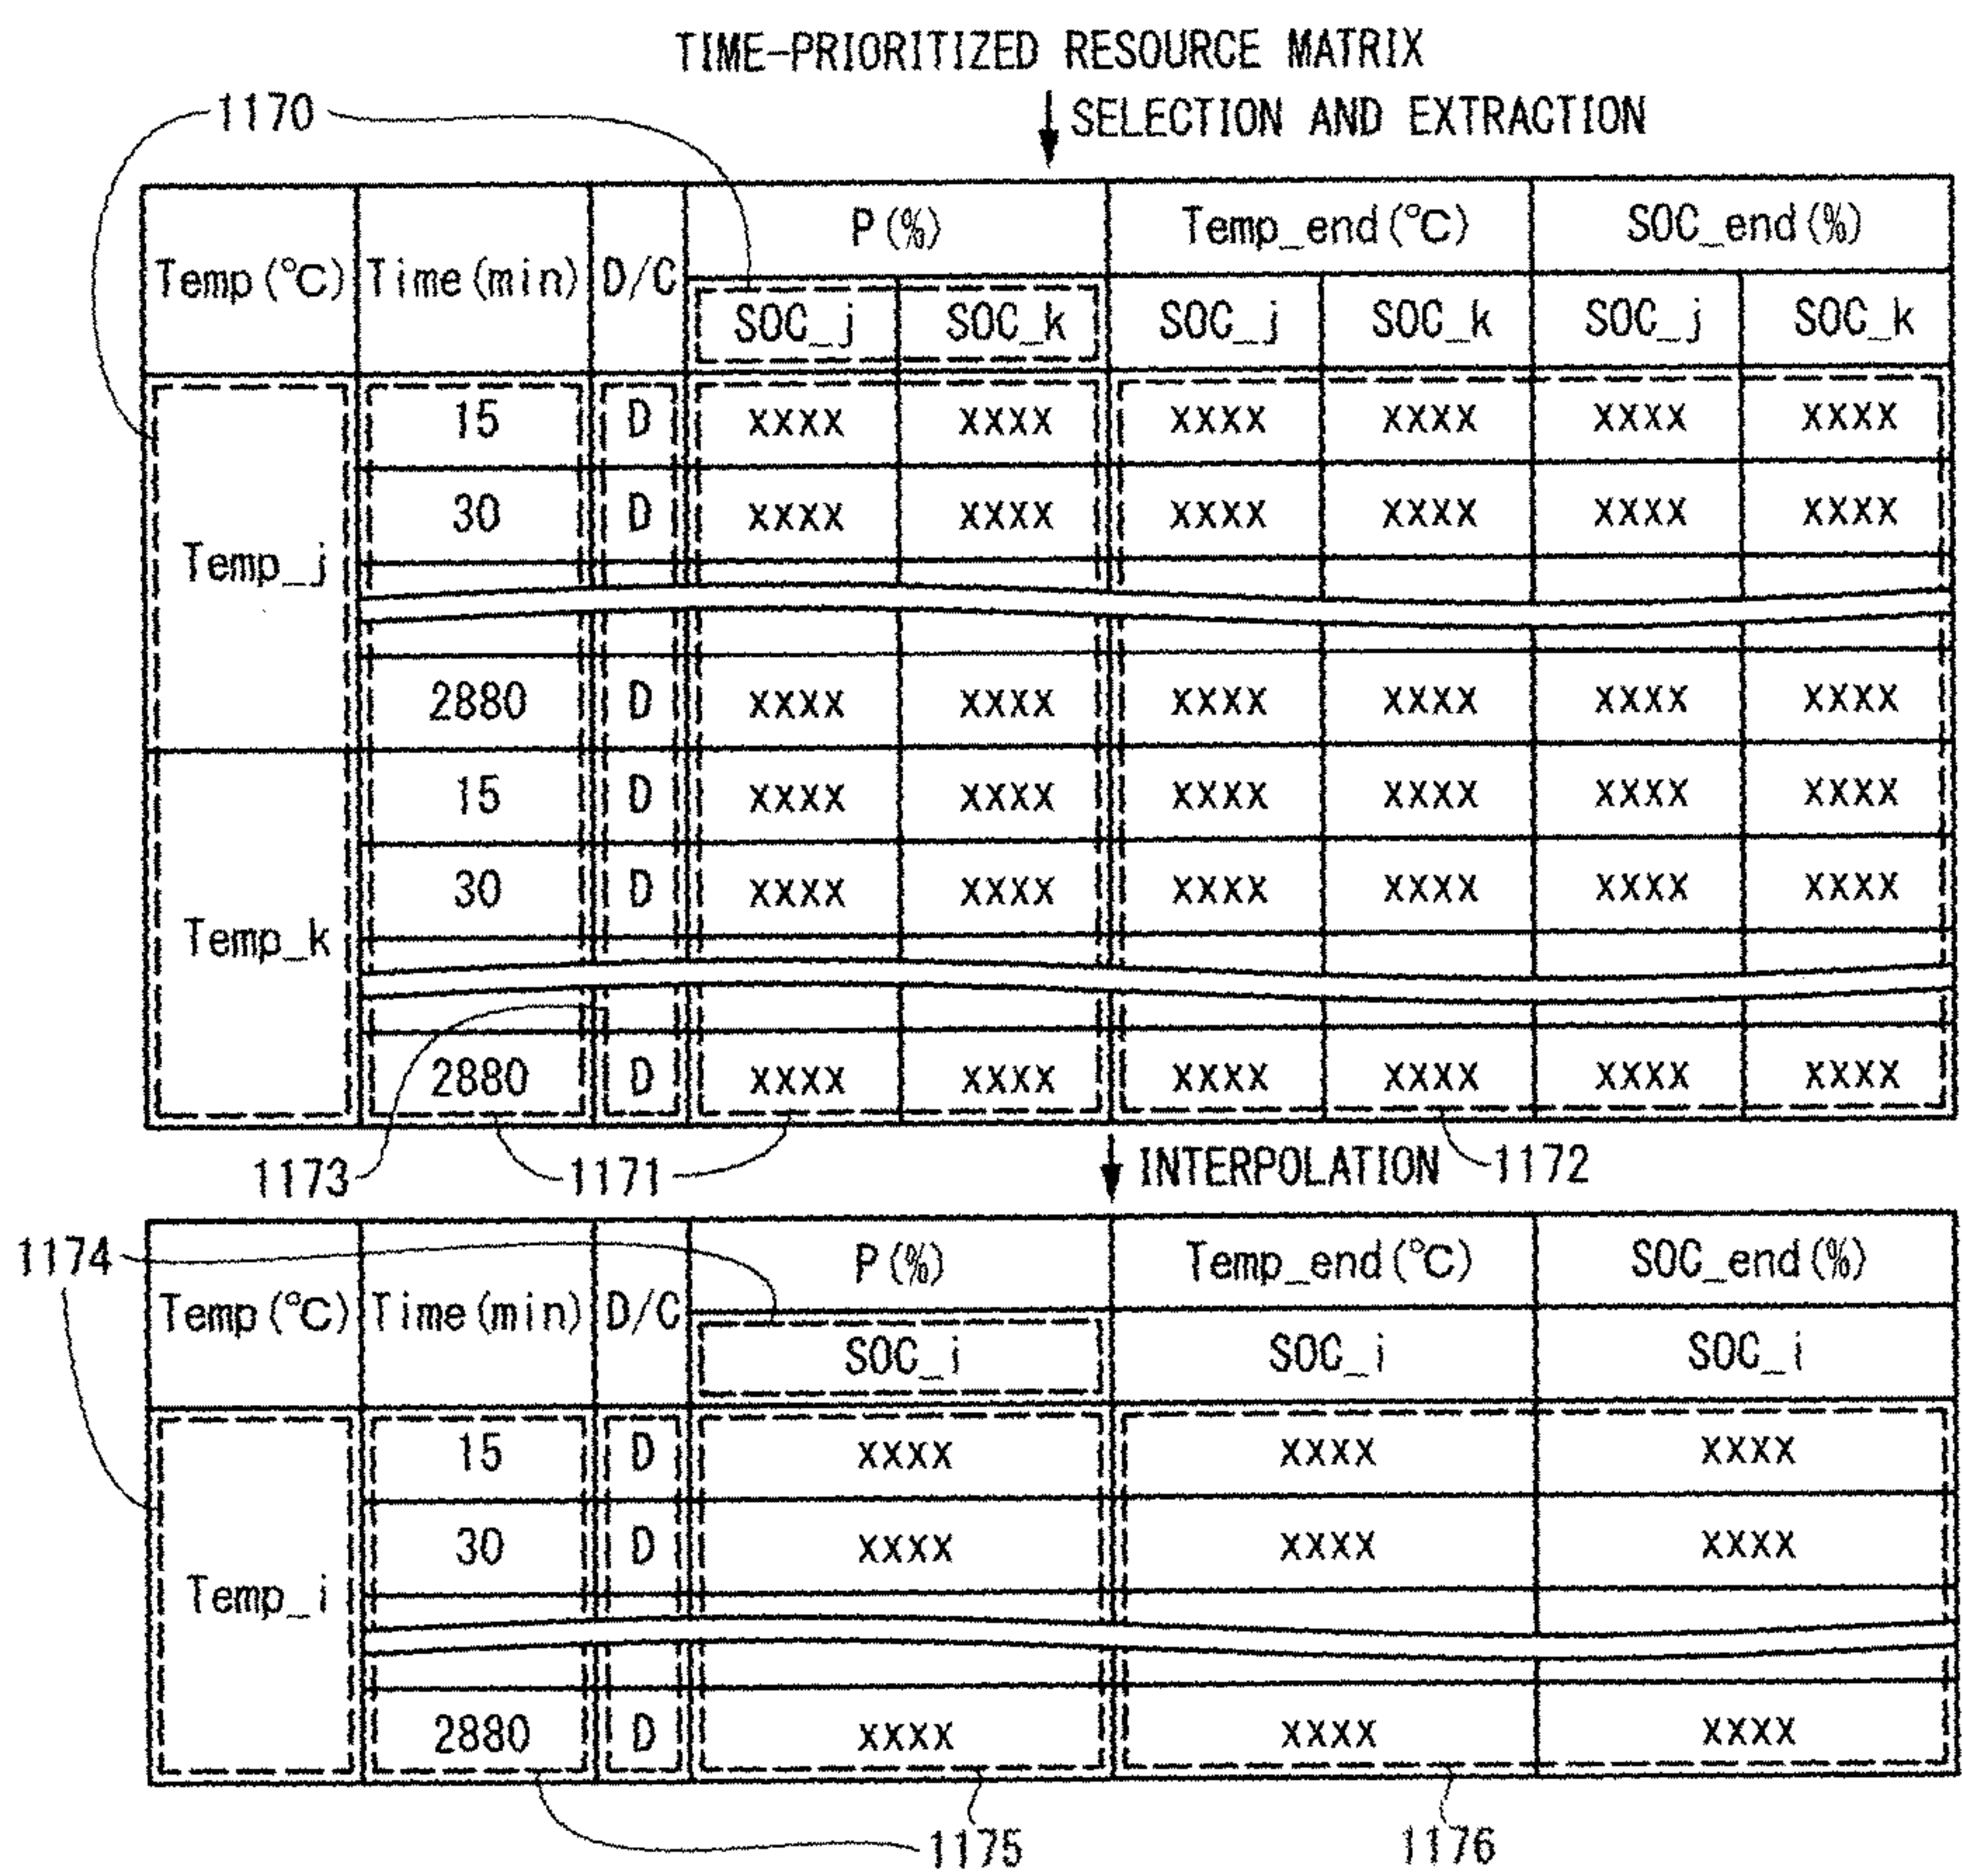 TIME-PRIORITIZED RESOURCE MATRIX
1170
SELECTION AND EXTRACTION
Temp(℃) Time(min) D/C P(%) Temp_end(℃) SOC_end(%)
SOC_j SOC_k SOC_j SOC_k SOC_j SOC_k
Temp_j
15 D xxxx xxxx xxxx xxxx xxxx xxxx
30 D xxxx xxxx xxxx xxxx xxxx xxxx
2880 D xxxx xxxx xxxx xxxx xxxx xxxx
Temp_k
15 D xxxx xxxx xxxx xxxx xxxx xxxx
30 D xxxx xxxx xxxx xxxx xxxx xxxx
2880 D xxxx xxxx xxxx xxxx xxxx xxxx
1173 1171 INTERPOLATION 1172
1174
Temp(℃) Time(min) D/C P(%) Temp_end(℃) SOC_end(%)
SOC_i SOC_i SOC_i
Temp_i
15 D xxxx xxxx xxxx
30 D xxxx xxxx xxxx
2880 D xxxx xxxx xxxx
1175 1176